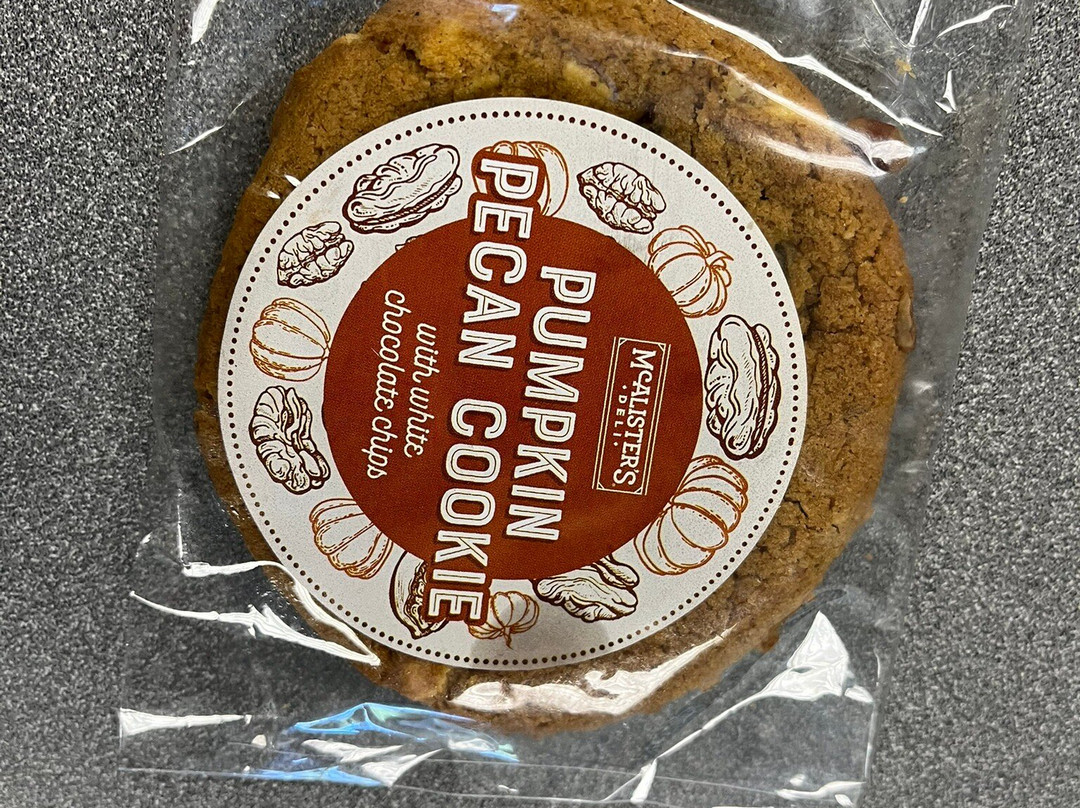 McALISTER'S
DELI
PUMPKIN
PECAN COOKIE
with white
chocolate chips